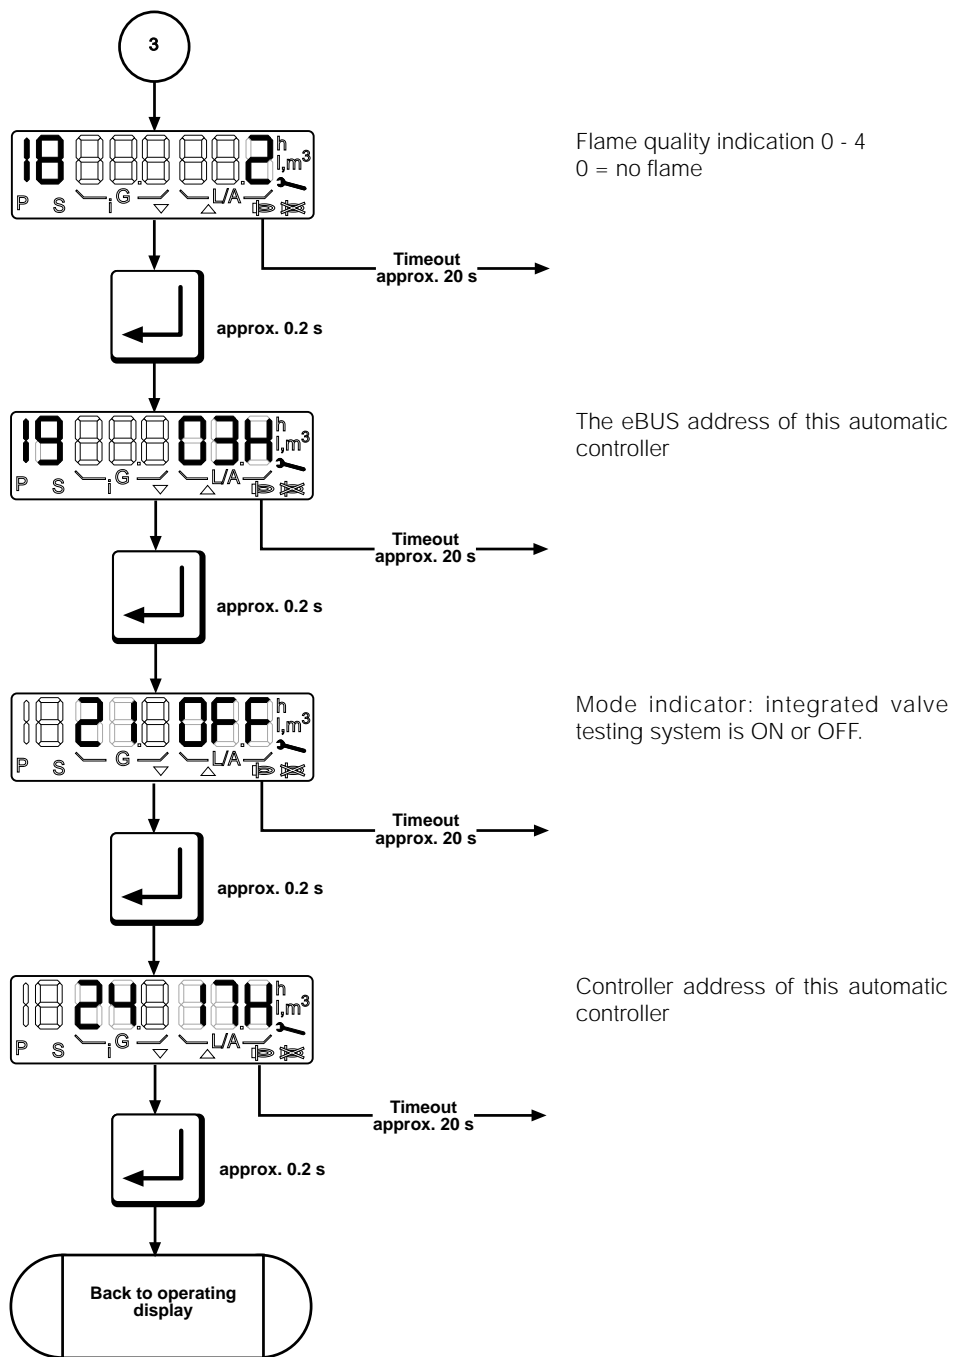 3
18 2 h
l,m³
P S i G L/A
Flame quality indication 0 - 4
0 = no flame
Timeout
approx. 20 s
approx. 0.2 s
19 03H h
l,m³
P S i G L/A
The eBUS address of this automatic
controller
Timeout
approx. 20 s
approx. 0.2 s
21. OFF h
l,m³
P S G L/A
Mode indicator: integrated valve
testing system is ON or OFF.
Timeout
approx. 20 s
approx. 0.2 s
24 17H h
l,m³
P S i G L/A
Controller address of this automatic
controller
Timeout
approx. 20 s
approx. 0.2 s
Back to operating
display